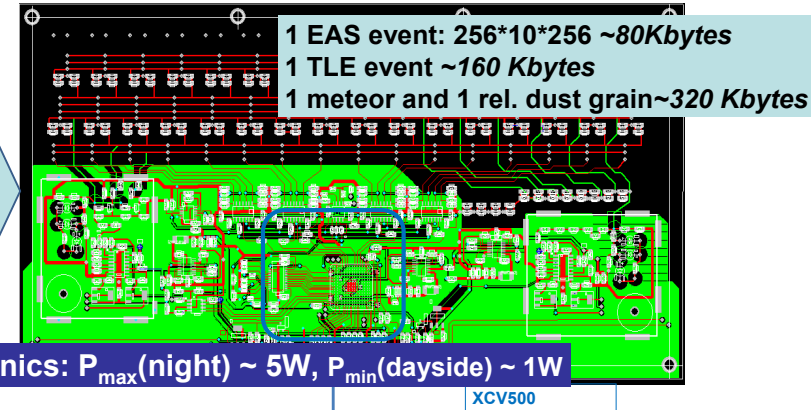 1 EAS event: 256*10*256 ~80Kbytes
1 TLE event ~160 Kbytes
1 meteor and 1 rel. dust grain~320 Kbytes
nics: Pmax(night) ~ 5W, Pmin(dayside) ~ 1W
XCV500